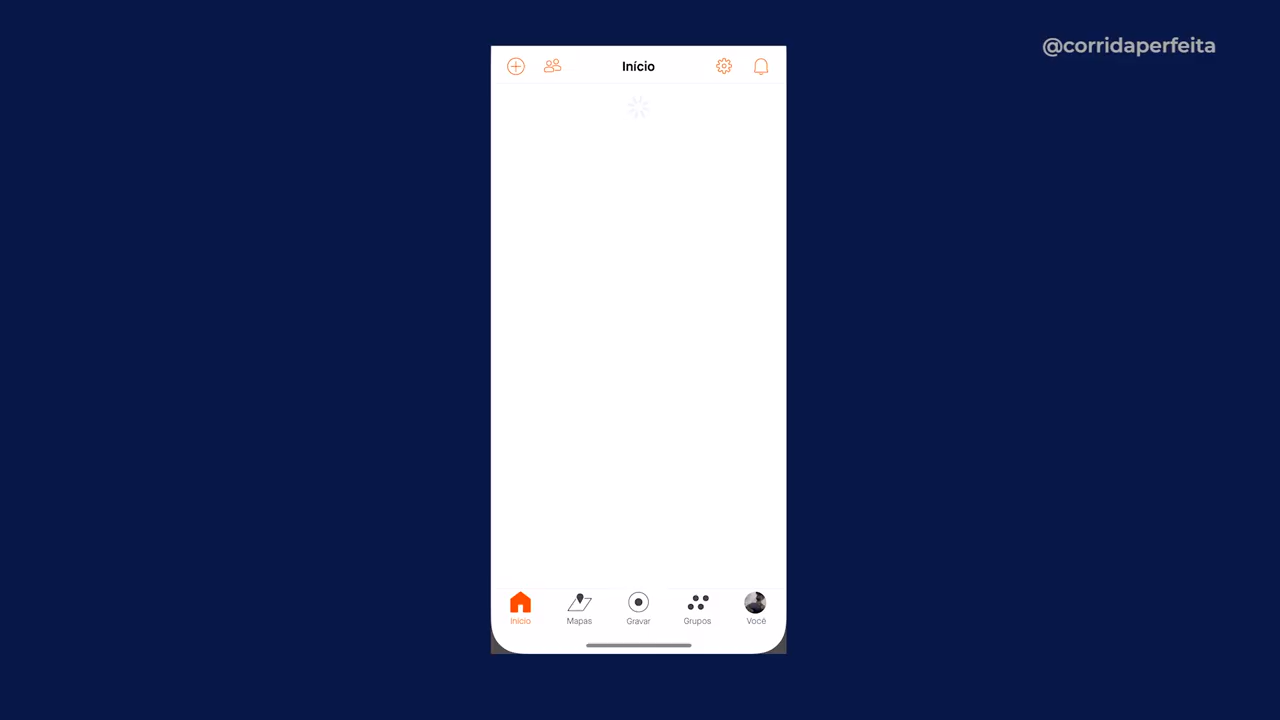 @corridaperfeita
Início
Início
Mapas
Gravar
Grupos
Você